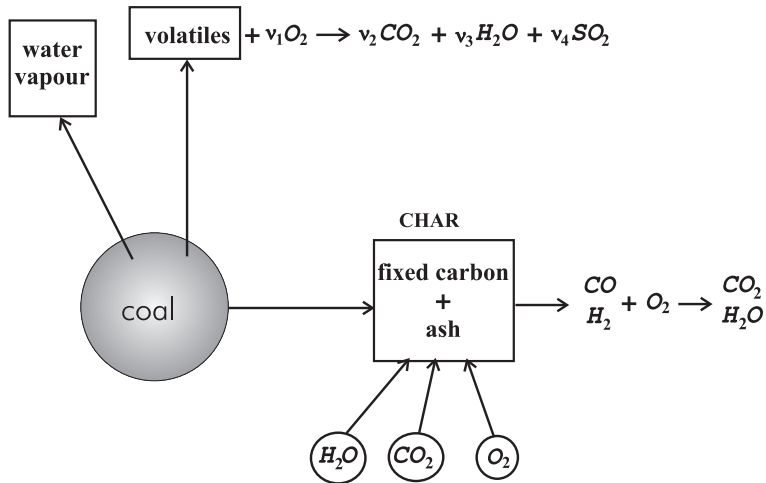 water
vapour
volatiles + ν₁O₂ → ν₂CO₂ + ν₃H₂O + ν₄SO₂
coal
CHAR
fixed carbon
+
ash
CO
H₂
+ O₂ →
CO₂
H₂O
H₂O
CO₂
O₂